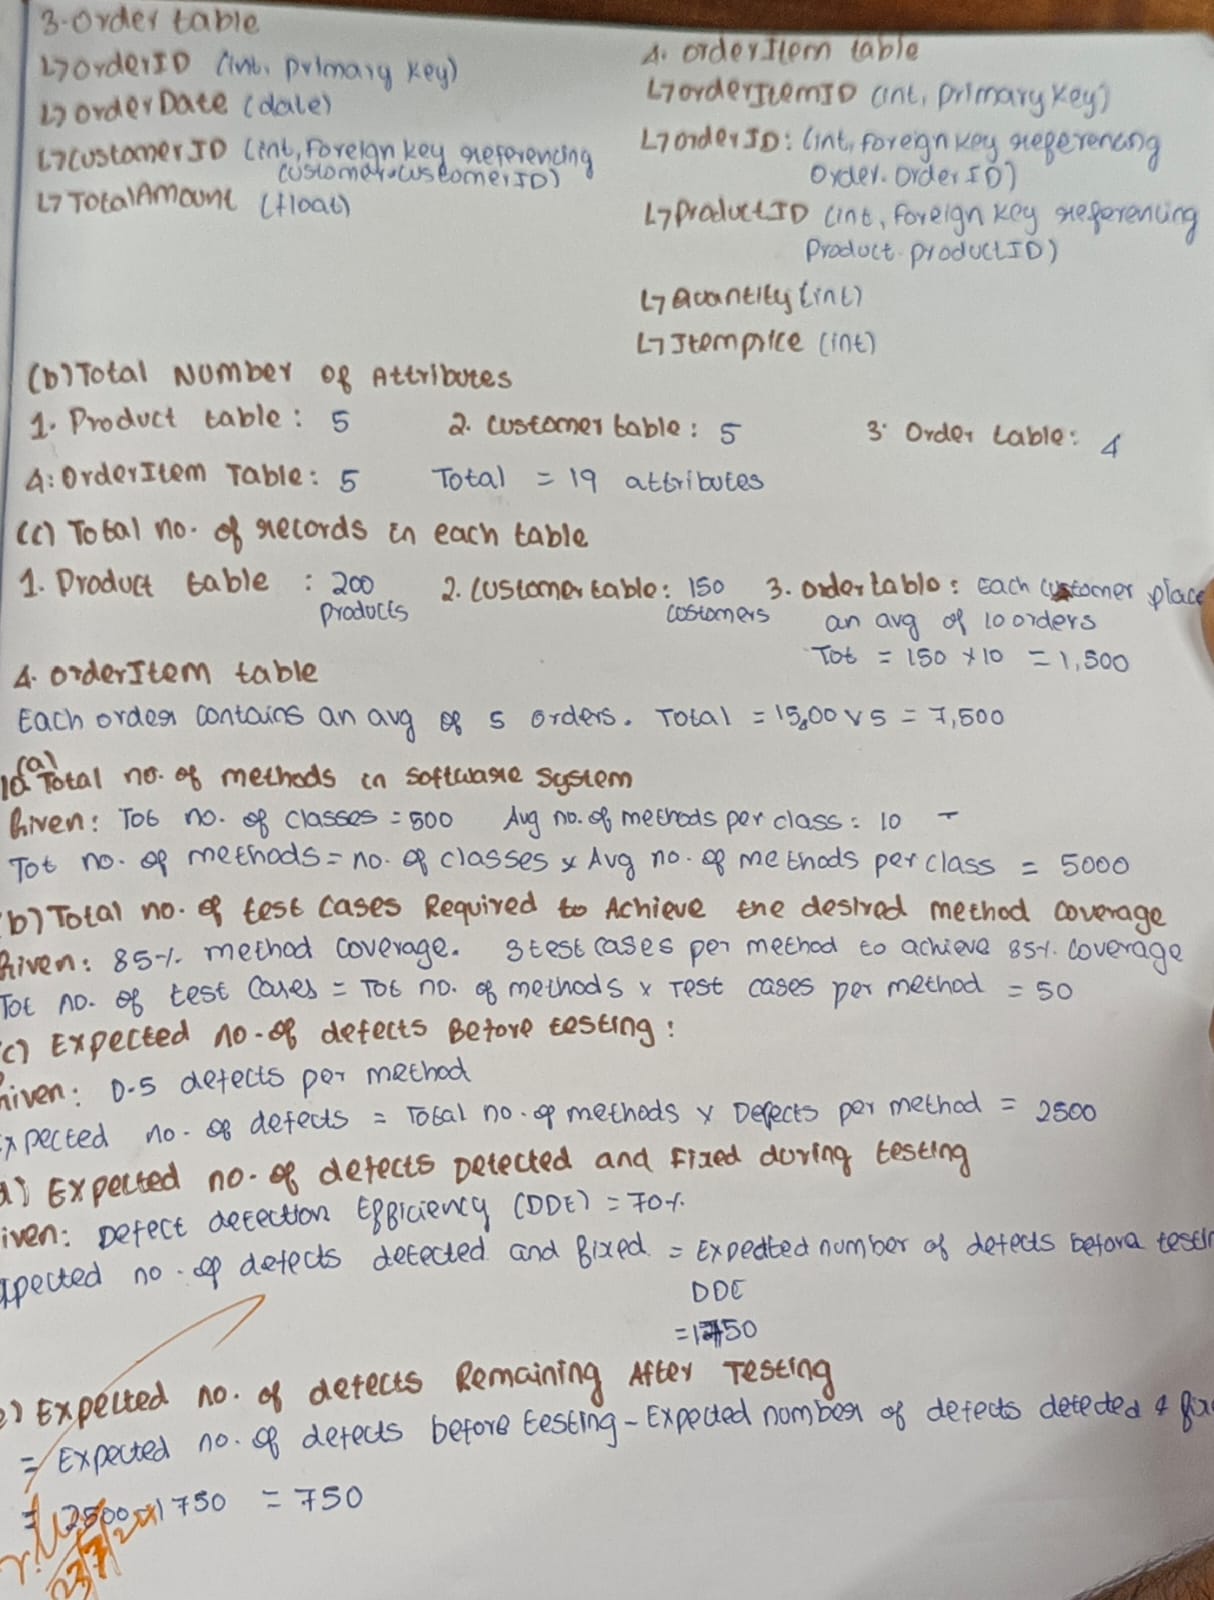 3. Order table
↳ OrderID (int, Primary Key)
↳ OrderDate (date)
↳ CustomerID (int, Foreign key referencing
Customer.CustomerID)
↳ TotalAmount (float)
4. OrderItem table
↳ OrderItemID (int, Primary Key)
↳ OrderID: (int, foreign key referencing
Order.OrderID)
↳ ProductID (int, foreign key referencing
Product.productID)
↳ Quantity (int)
↳ Itemprice (int)
(b) Total Number of Attributes
1. Product table: 5 2. Customer table: 5 3. Order table: 4
4: OrderItem Table: 5 Total = 19 attributes
(c) Total no. of records in each table
1. Product table : 200 2. Customer table: 150 3. Order table: Each customer place
products costomers an avg of 10 orders
Tot = 150 × 10 = 1,500
4. OrderItem table
Each order contains an avg of 5 orders. Total = 15,00 × 5 = 7,500
10. (a) Total no. of methods in software system
Given: Tot no. of classes = 500 Avg no. of methods per class: 10
Tot no. of methods = no. of classes × Avg no. of methods per class = 5000
b) Total no. of test cases Required to Achieve the desired method coverage
Given: 85% method coverage. 3 test cases per method to achieve 85% coverage
Tot no. of test cases = Tot no. of methods × Test cases per method = 50
c) Expected no. of defects Before testing:
Given: 0.5 defects per method
Expected no. of defects = Total no. of methods × Defects per method = 2500
d) Expected no. of defects Detected and Fixed during testing
iven: Defect detection Efficiency (DDE) = 70%
xpected no. of defects detected and fixed = Expedted number of defects before testin
DDE
= 1750
e) Expected no. of defects Remaining After Testing
= Expected no. of defects before testing - Expected number of defects detected & fixe
= 2500 - 1750 = 750
23/7/24